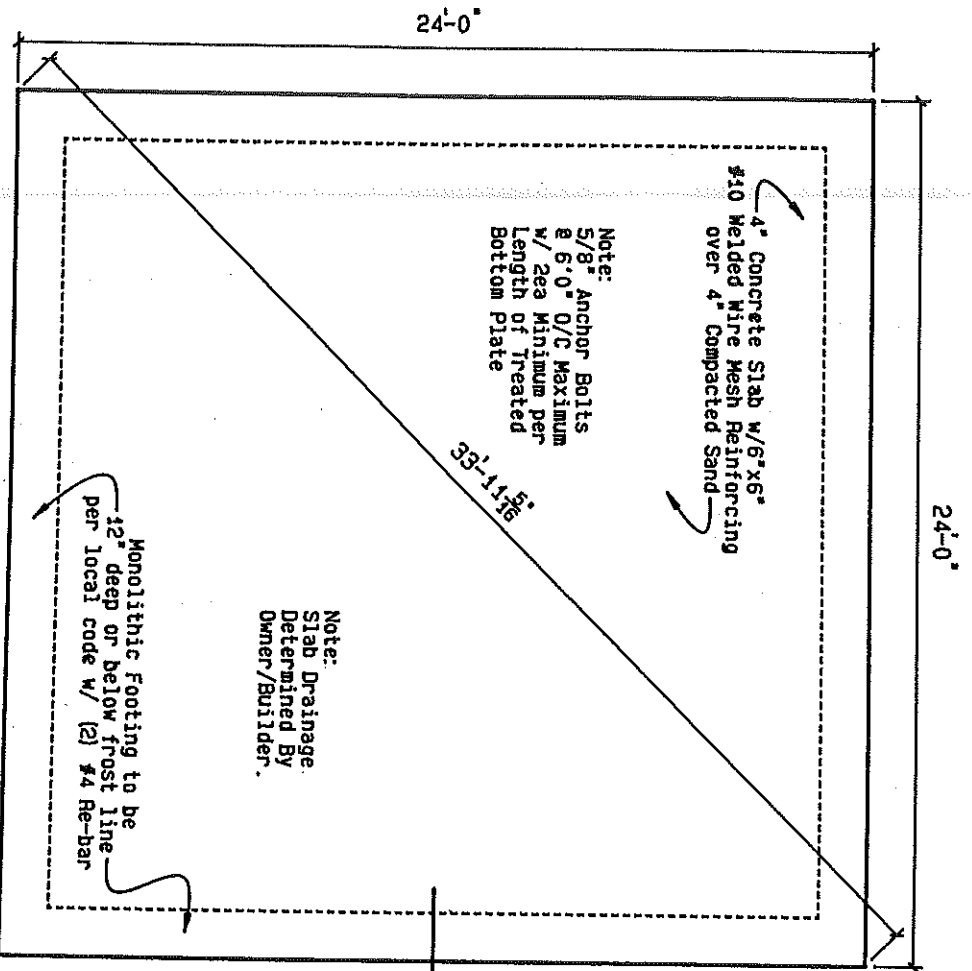 24'-0"
24'-0"
4" Concrete Slab w/6"x6"
#10 Welded Wire Mesh Reinforcing
over 4" Compacted Sand
Note:
5/8" Anchor Bolts
@ 6'0" O/C Maximum
w/ 2ea Minimum per
Length of Treated
Bottom Plate
33'-11 5/16"
Note:
Slab Drainage
Determined By
Owner/Builder.
Monolithic Footing to be
12" deep or below frost line
per local code w/ (2) #4 Re-bar